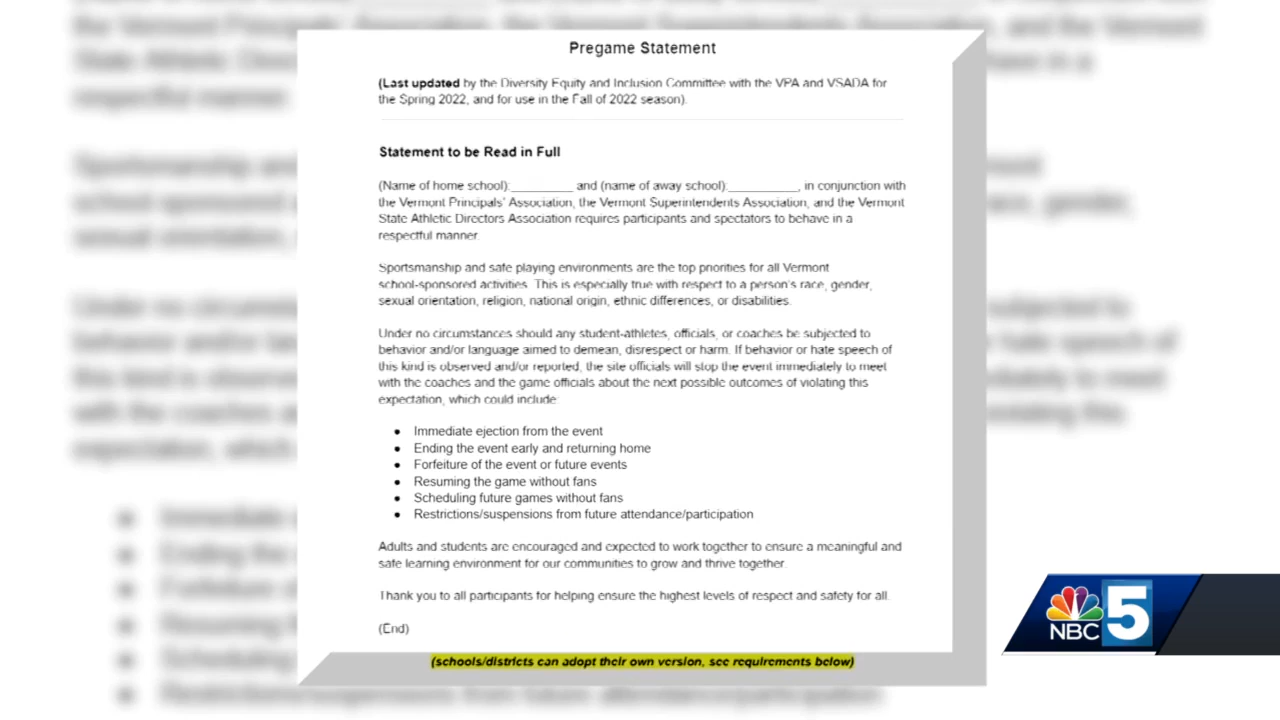 Pregame Statement
(Last updated by the Diversity Equity and Inclusion Committee with the VPA and VSADA for
the Spring 2022, and for use in the Fall of 2022 season).
Statement to be Read in Full
(Name of home school):_________ and (name of away school):__________, in conjunction with
the Vermont Principals' Association, the Vermont Superintendents Association, and the Vermont
State Athletic Directors Association requires participants and spectators to behave in a
respectful manner.
Sportsmanship and safe playing environments are the top priorities for all Vermont
school-sponsored activities. This is especially true with respect to a person's race, gender,
sexual orientation, religion, national origin, ethnic differences, or disabilities.
Under no circumstances should any student-athletes, officials, or coaches be subjected to
behavior and/or language aimed to demean, disrespect or harm. If behavior or hate speech of
this kind is observed and/or reported, the site officials will stop the event immediately to meet
with the coaches and the game officials about the next possible outcomes of violating this
expectation, which could include:
● Immediate ejection from the event
● Ending the event early and returning home
● Forfeiture of the event or future events
● Resuming the game without fans
● Scheduling future games without fans
● Restrictions/suspensions from future attendance/participation
Adults and students are encouraged and expected to work together to ensure a meaningful and
safe learning environment for our communities to grow and thrive together.
Thank you to all participants for helping ensure the highest levels of respect and safety for all.
(End)
(schools/districts can adopt their own version, see requirements below)
NBC 5